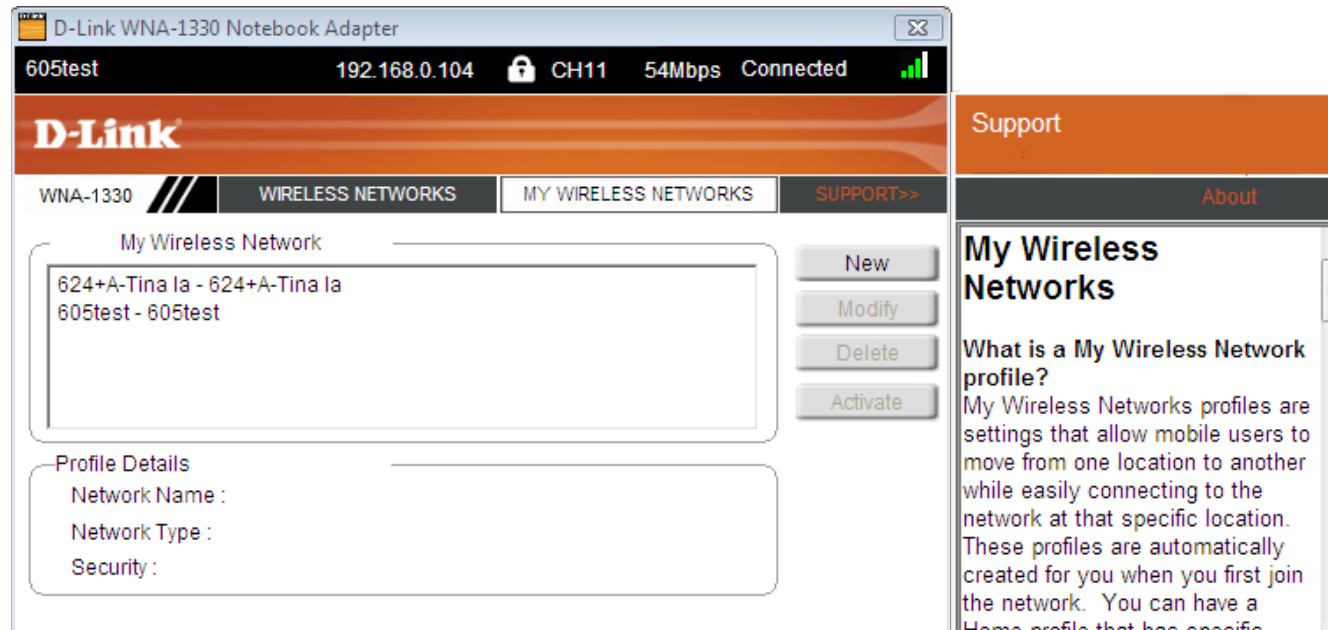 D-Link WNA-1330 Notebook Adapter
605test 192.168.0.104 CH11 54Mbps Connected
D-Link
WNA-1330 WIRELESS NETWORKS MY WIRELESS NETWORKS SUPPORT>>
My Wireless Network
624+A-Tina la - 624+A-Tina la
605test - 605test
New
Modify
Delete
Activate
Profile Details
Network Name :
Network Type :
Security :
Support
About
My Wireless
Networks
What is a My Wireless Network
profile?
My Wireless Networks profiles are
settings that allow mobile users to
move from one location to another
while easily connecting to the
network at that specific location.
These profiles are automatically
created for you when you first join
the network. You can have a
Home profile that has specific